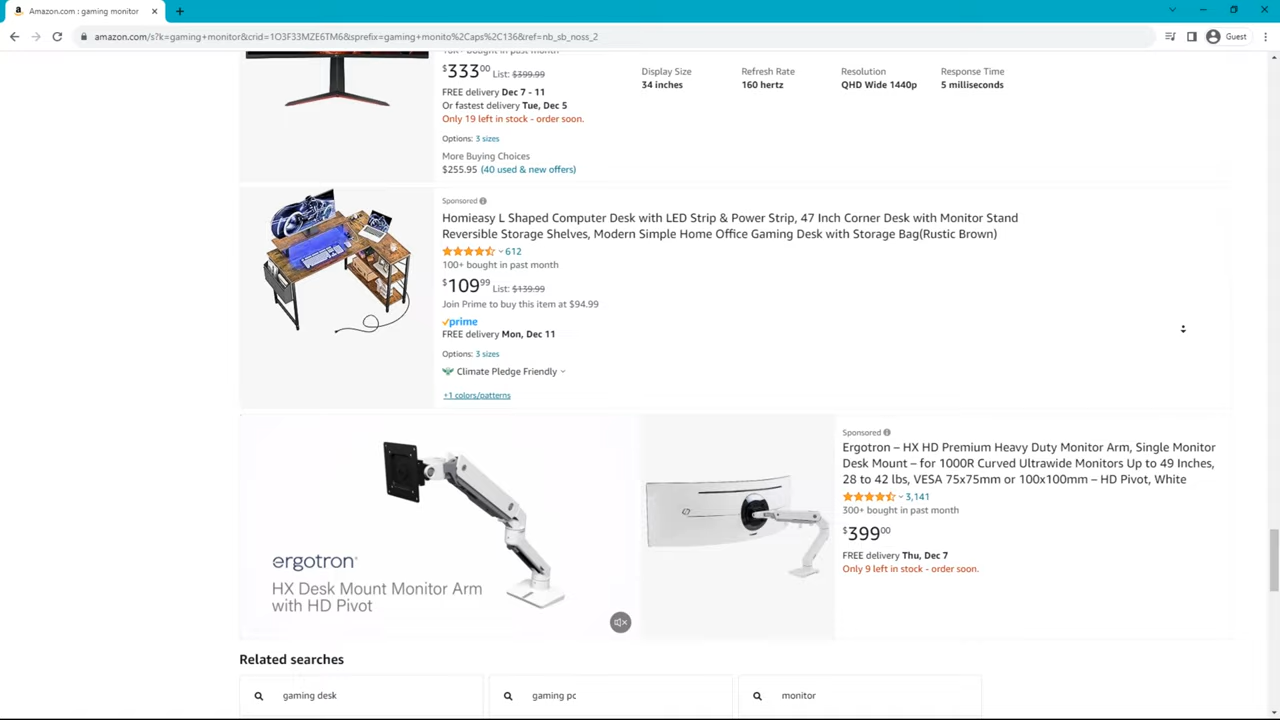 Amazon.com : gaming monitor
amazon.com/s?k=gaming+monitor&crid=1O3F33MZE6TM6&sprefix=gaming+monito%2Caps%2C136&ref=nb_sb_noss_2
Guest
$333.00 List: $399.99
FREE delivery Dec 7 - 11
Or fastest delivery Tue, Dec 5
Only 19 left in stock - order soon.
Options: 3 sizes
More Buying Choices
$255.95 (40 used & new offers)
Display Size Refresh Rate Resolution Response Time
34 inches 160 hertz QHD Wide 1440p 5 milliseconds
Sponsored
Homieasy L Shaped Computer Desk with LED Strip & Power Strip, 47 Inch Corner Desk with Monitor Stand
Reversible Storage Shelves, Modern Simple Home Office Gaming Desk with Storage Bag(Rustic Brown)
612
100+ bought in past month
$109.99 List: $139.99
Join Prime to buy this item at $94.99
prime
FREE delivery Mon, Dec 11
Options: 3 sizes
Climate Pledge Friendly
+1 colors/patterns
ergotron
HX Desk Mount Monitor Arm
with HD Pivot
Sponsored
Ergotron – HX HD Premium Heavy Duty Monitor Arm, Single Monitor
Desk Mount – for 1000R Curved Ultrawide Monitors Up to 49 Inches,
28 to 42 lbs, VESA 75x75mm or 100x100mm – HD Pivot, White
3,141
300+ bought in past month
$399.00
FREE delivery Thu, Dec 7
Only 9 left in stock - order soon.
Related searches
gaming desk
gaming pc
monitor